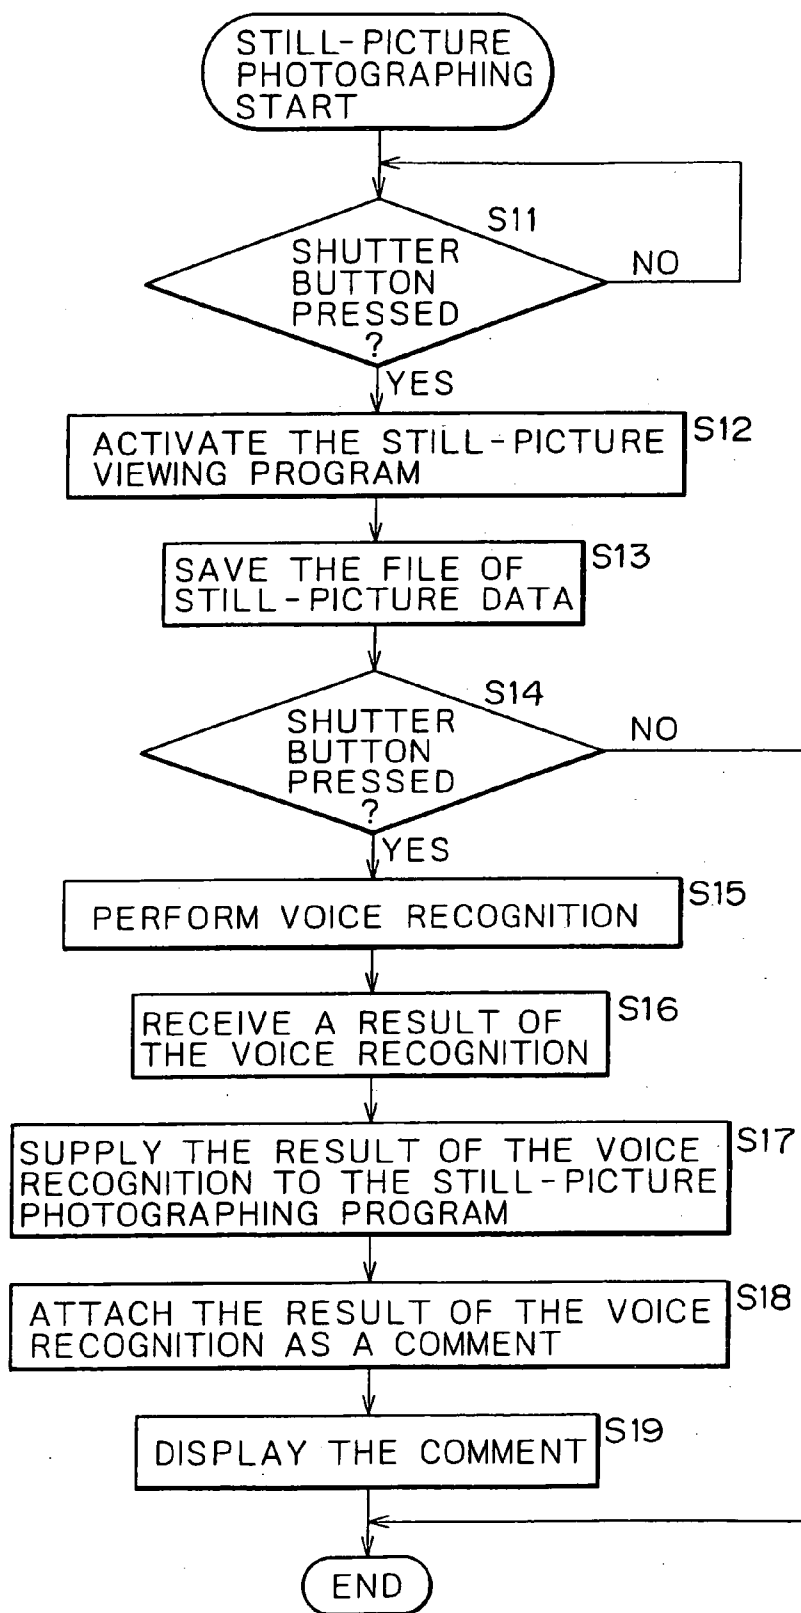 STILL-PICTURE
PHOTOGRAPHING
START
S11
SHUTTER
BUTTON
PRESSED
?
NO
YES
S12
ACTIVATE THE STILL-PICTURE
VIEWING PROGRAM
S13
SAVE THE FILE OF
STILL-PICTURE DATA
S14
SHUTTER
BUTTON
PRESSED
?
NO
YES
S15
PERFORM VOICE RECOGNITION
S16
RECEIVE A RESULT OF
THE VOICE RECOGNITION
S17
SUPPLY THE RESULT OF THE VOICE
RECOGNITION TO THE STILL-PICTURE
PHOTOGRAPHING PROGRAM
S18
ATTACH THE RESULT OF THE VOICE
RECOGNITION AS A COMMENT
S19
DISPLAY THE COMMENT
END